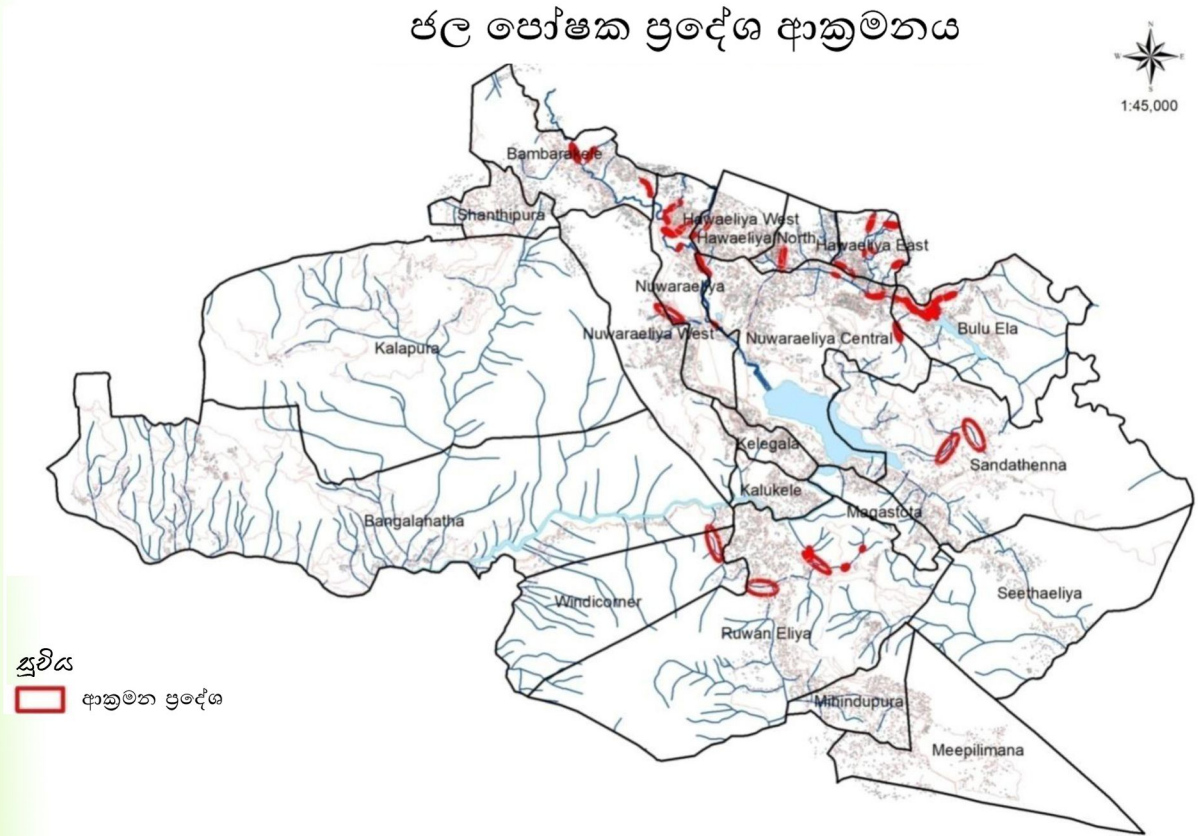 ජල පෝෂක ප්‍රදේශ ආක්‍රමනය
N
W E
S
1:45,000
Bambarakele
Shanthipura
Hawaeliya West
Hawaeliya North
Hawaeliya East
Nuwaraeliya
Nuwaraeliya West
Nuwaraeliya Central
Bulu Ela
Kalapura
Kelegala
Sandathenna
Kalukele
Magastota
Bangalahatha
Seethaeliya
Windicorner
Ruwan Eliya
Mihindupura
Meepilimana
සූචිය
ආක්‍රමන ප්‍රදේශ